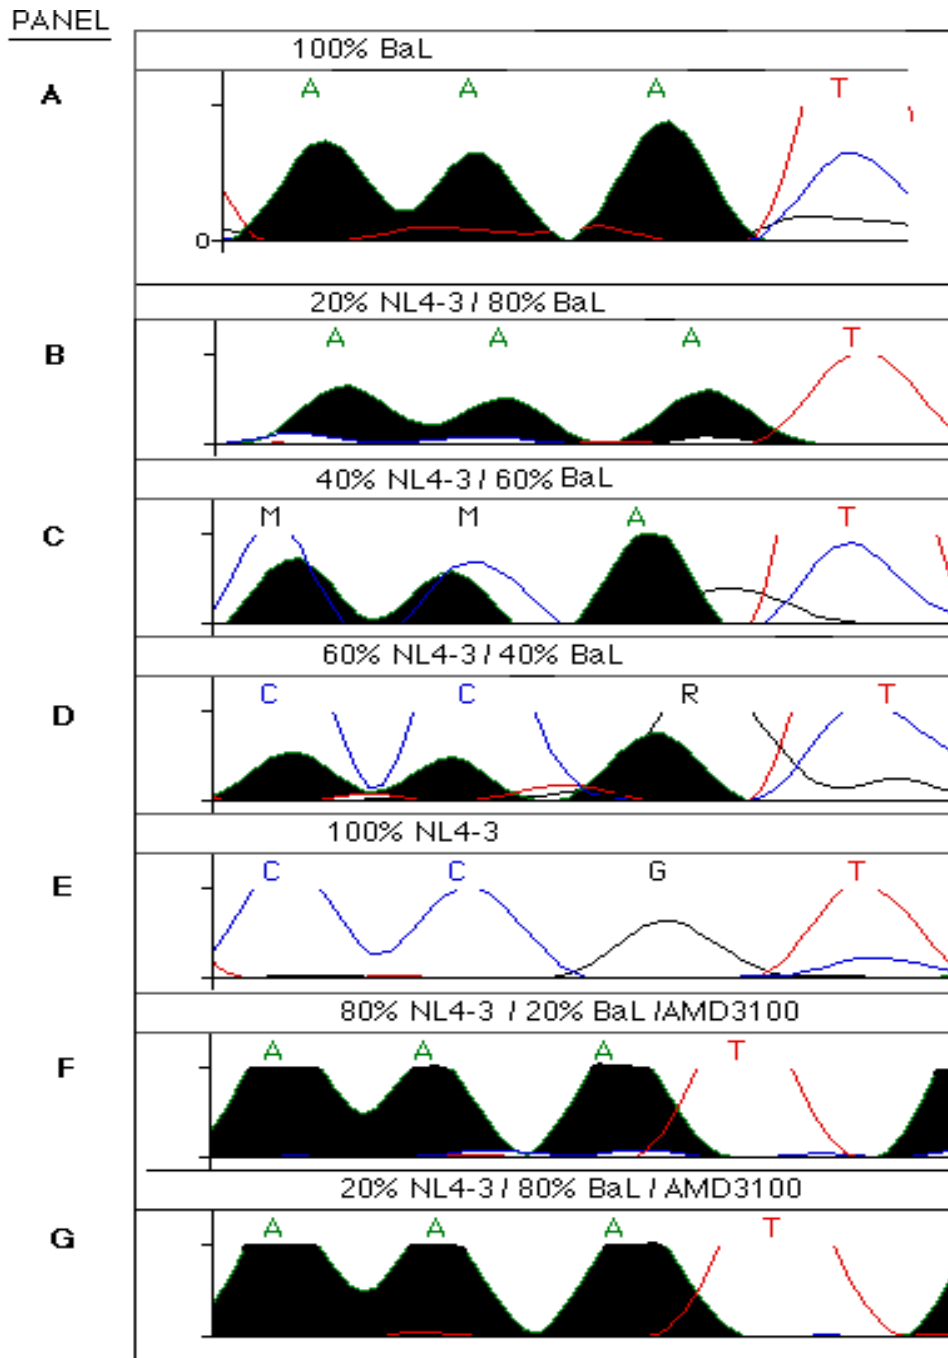 PANEL
100% BaL
A
A A A T
0
20% NL4-3 / 80% BaL
B
A A A T
40% NL4-3 / 60% BaL
C
M M A T
60% NL4-3 / 40% BaL
D
C C R T
100% NL4-3
E
C C G T
80% NL4-3 / 20% BaL /AMD3100
F
A A A T
20% NL4-3 / 80% BaL / AMD3100
G
A A A T